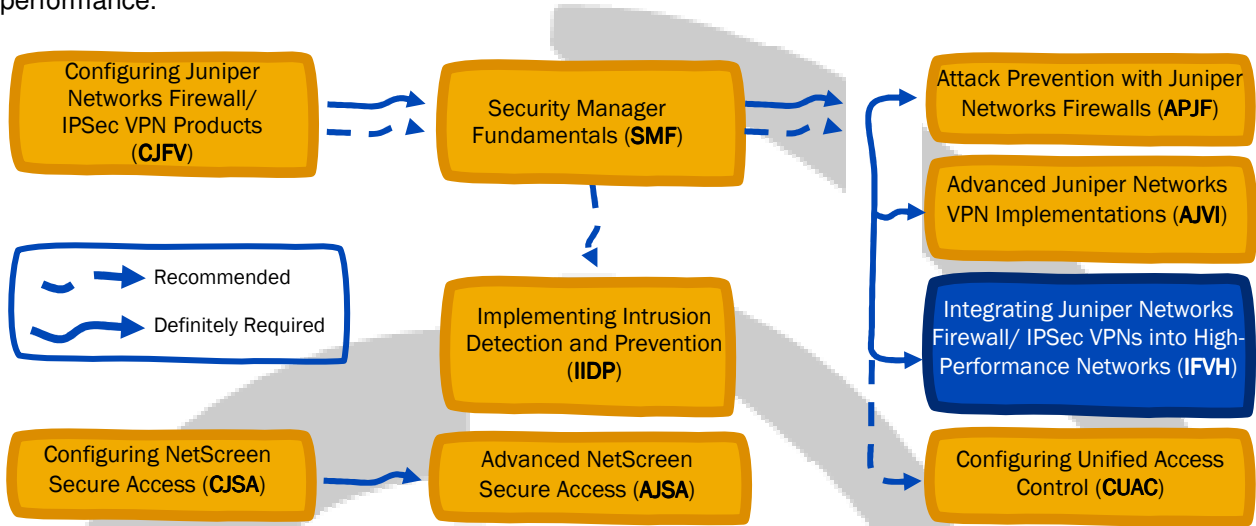 performance.
Configuring Juniper
Networks Firewall/
IPSec VPN Products
(CJFV)
Security Manager
Fundamentals (SMF)
Attack Prevention with Juniper
Networks Firewalls (APJF)
Advanced Juniper Networks
VPN Implementations (AJVI)
Recommended
Definitely Required
Implementing Intrusion
Detection and Prevention
(IIDP)
Integrating Juniper Networks
Firewall/ IPSec VPNs into High-
Performance Networks (IFVH)
Configuring NetScreen
Secure Access (CJSA)
Advanced NetScreen
Secure Access (AJSA)
Configuring Unified Access
Control (CUAC)